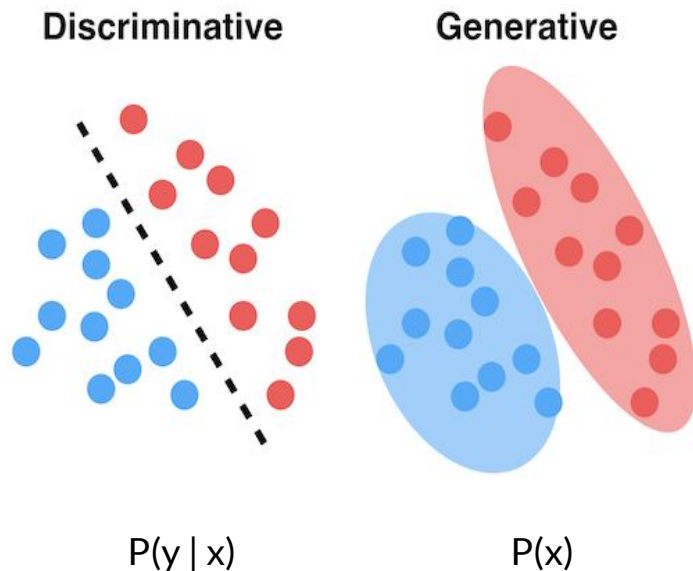 Discriminative
Generative
P(y | x)
P(x)